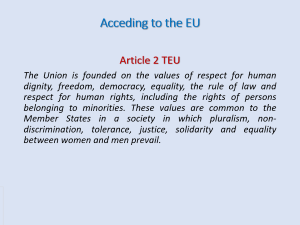 Acceding to the EU
Article 2 TEU
The Union is founded on the values of respect for human
dignity, freedom, democracy, equality, the rule of law and
respect for human rights, including the rights of persons
belonging to minorities. These values are common to the
Member States in a society in which pluralism, non-
discrimination, tolerance, justice, solidarity and equality
between women and men prevail.